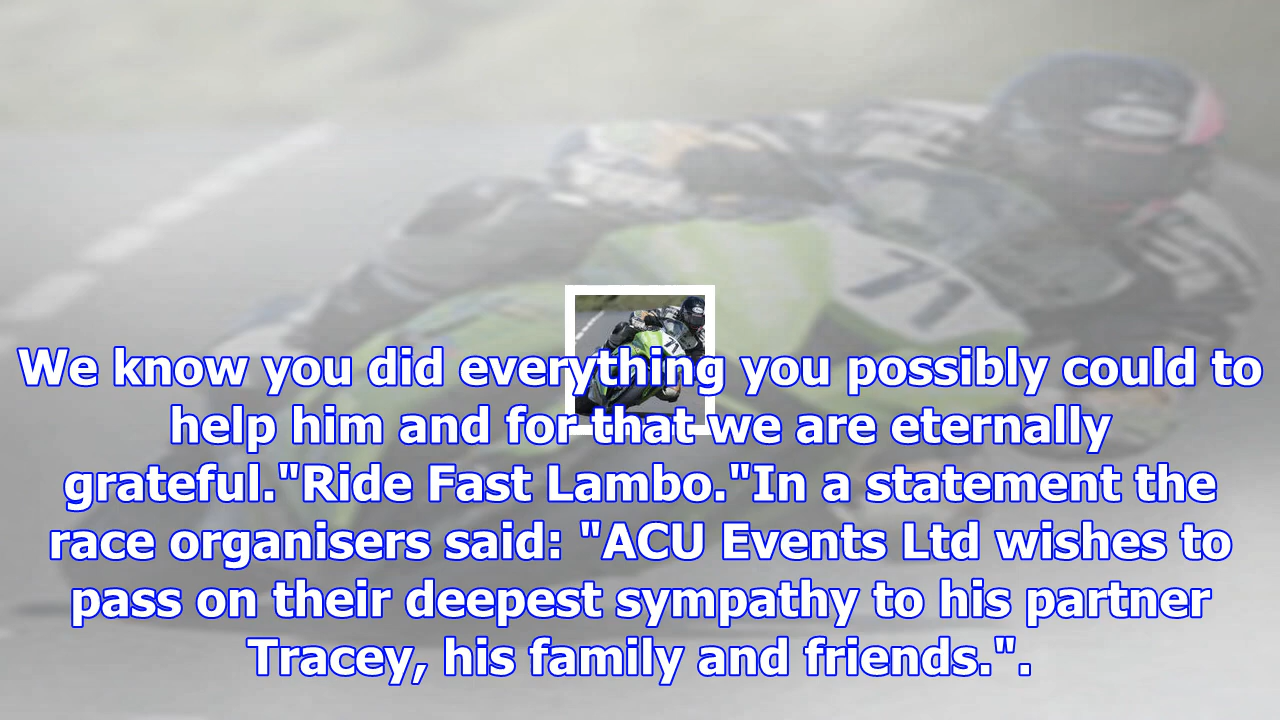 71
We know you did everything you possibly could to
help him and for that we are eternally
grateful."Ride Fast Lambo."In a statement the
race organisers said: "ACU Events Ltd wishes to
pass on their deepest sympathy to his partner
Tracey, his family and friends.".